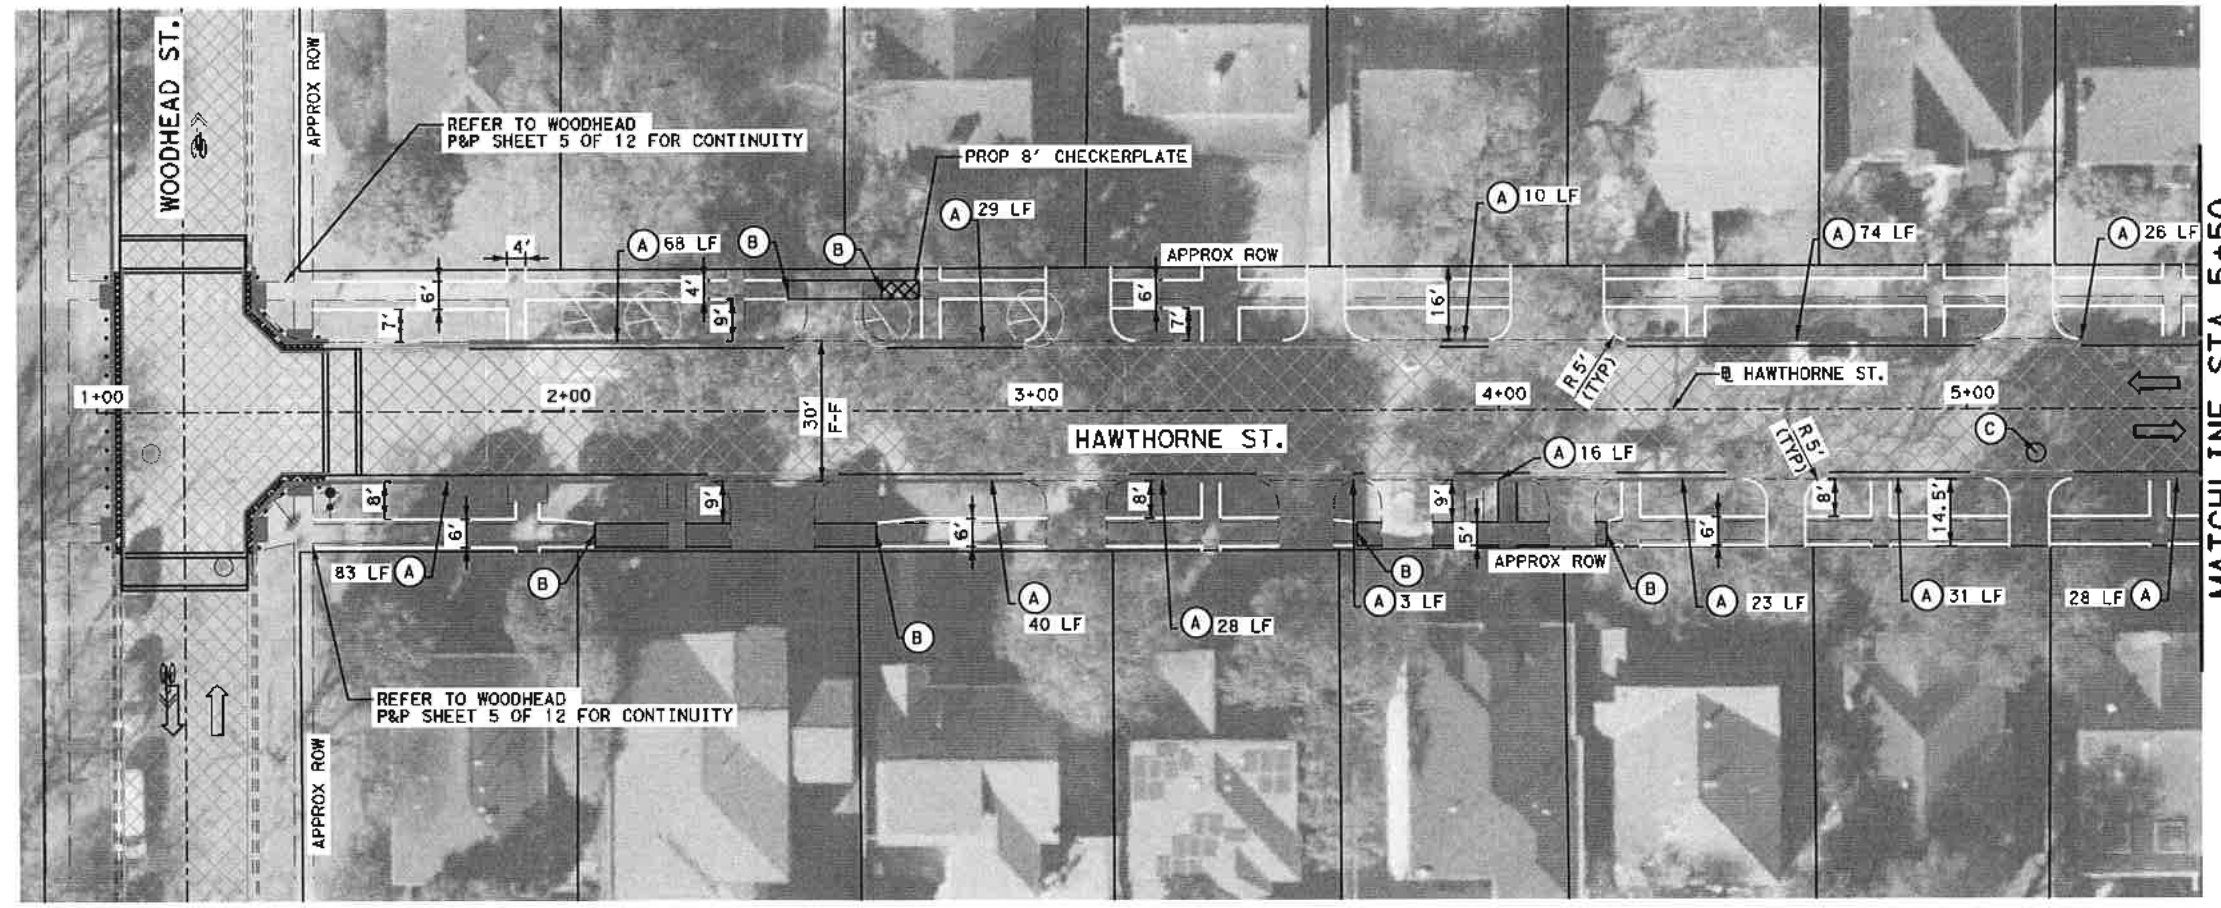 WOODHEAD ST.
APPROX ROW
REFER TO WOODHEAD
P&P SHEET 5 OF 12 FOR CONTINUITY
PROP 8' CHECKERPLATE
A 29 LF
A 10 LF
4'
A 68 LF
B
B
APPROX ROW
A 74 LF
A 26 LF
6'
7'
4'
9'
6'
7'
16'
R 5'
(TYP)
℄ HAWTHORNE ST.
1+00
2+00
3+00
4+00
5+00
30'
F-F
HAWTHORNE ST.
C
R 5'
(TYP)
A 16 LF
MATCHLINE STA 5+50
8'
6'
9'
6'
8'
9'
5'
6'
8'
14.5'
APPROX ROW
83 LF A
B
B
A
40 LF
A 28 LF
B
A 3 LF
B
A 23 LF
A 31 LF
28 LF A
REFER TO WOODHEAD
P&P SHEET 5 OF 12 FOR CONTINUITY
APPROX ROW